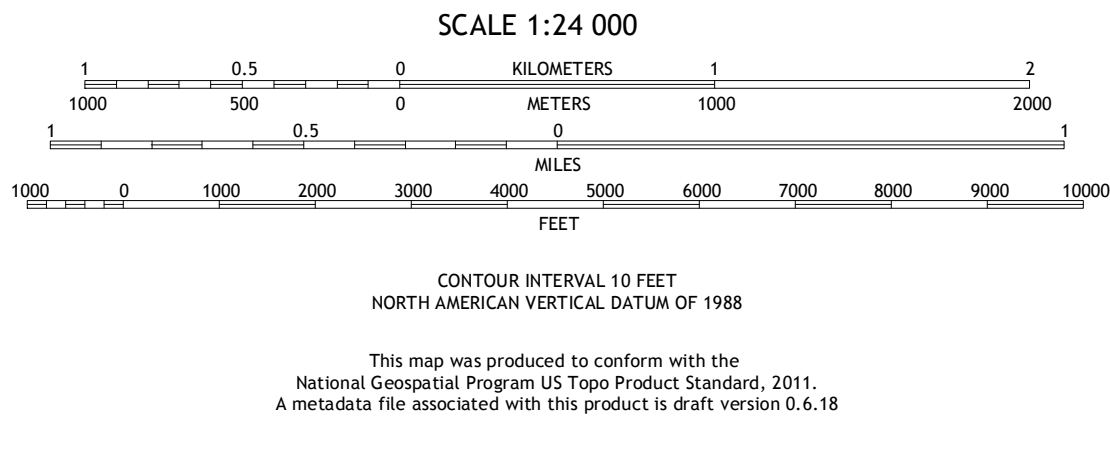 SCALE 1:24 000
1 0.5 0 KILOMETERS 1 2
1000 500 0 METERS 1000 2000
1 0.5 0 1
MILES
1000 0 1000 2000 3000 4000 5000 6000 7000 8000 9000 10000
FEET
CONTOUR INTERVAL 10 FEET
NORTH AMERICAN VERTICAL DATUM OF 1988
This map was produced to conform with the
National Geospatial Program US Topo Product Standard, 2011.
A metadata file associated with this product is draft version 0.6.18